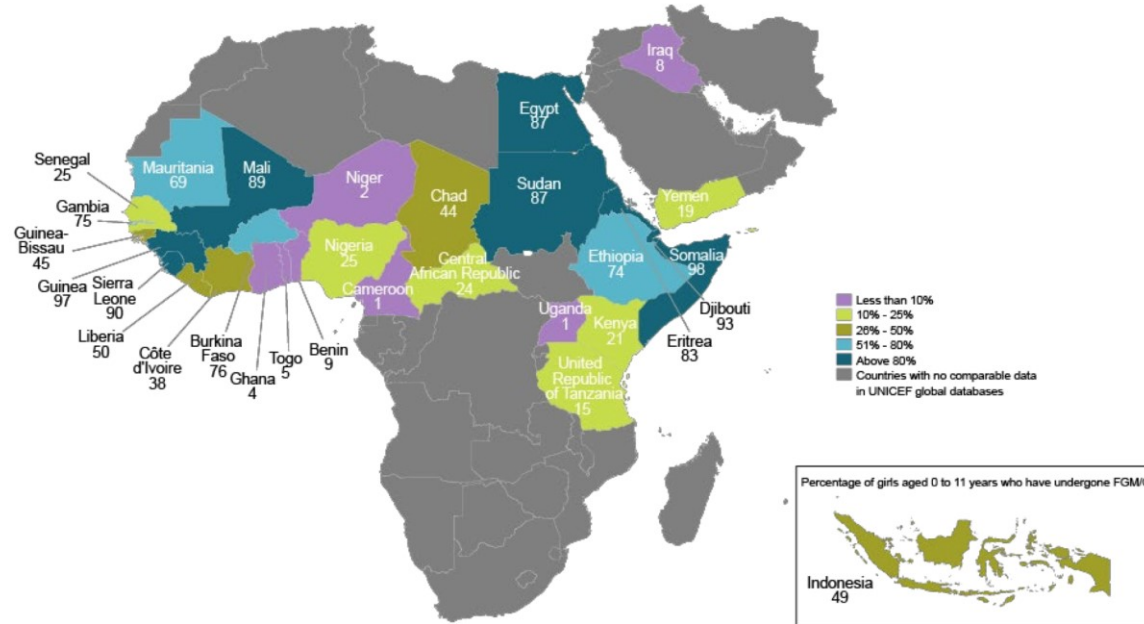 Iraq
8
Egypt
87
Senegal
25
Mauritania
69
Mali
89
Niger
2
Chad
44
Sudan
87
Yemen
19
Gambia
75
Guinea-
Bissau
45
Nigeria
25
Central
African Republic
24
Ethiopia
74
Somalia
98
Guinea
97
Sierra
Leone
90
Cameroon
1
Uganda
1
Kenya
21
Djibouti
93
Eritrea
83
Liberia
50
Côte
d'Ivoire
38
Burkina
Faso
76
Ghana
4
Togo
5
Benin
9
United
Republic
of Tanzania
15
Less than 10%
10% - 25%
26% - 50%
51% - 80%
Above 80%
Countries with no comparable data
in UNICEF global databases
Percentage of girls aged 0 to 11 years who have undergone FGM/
Indonesia
49